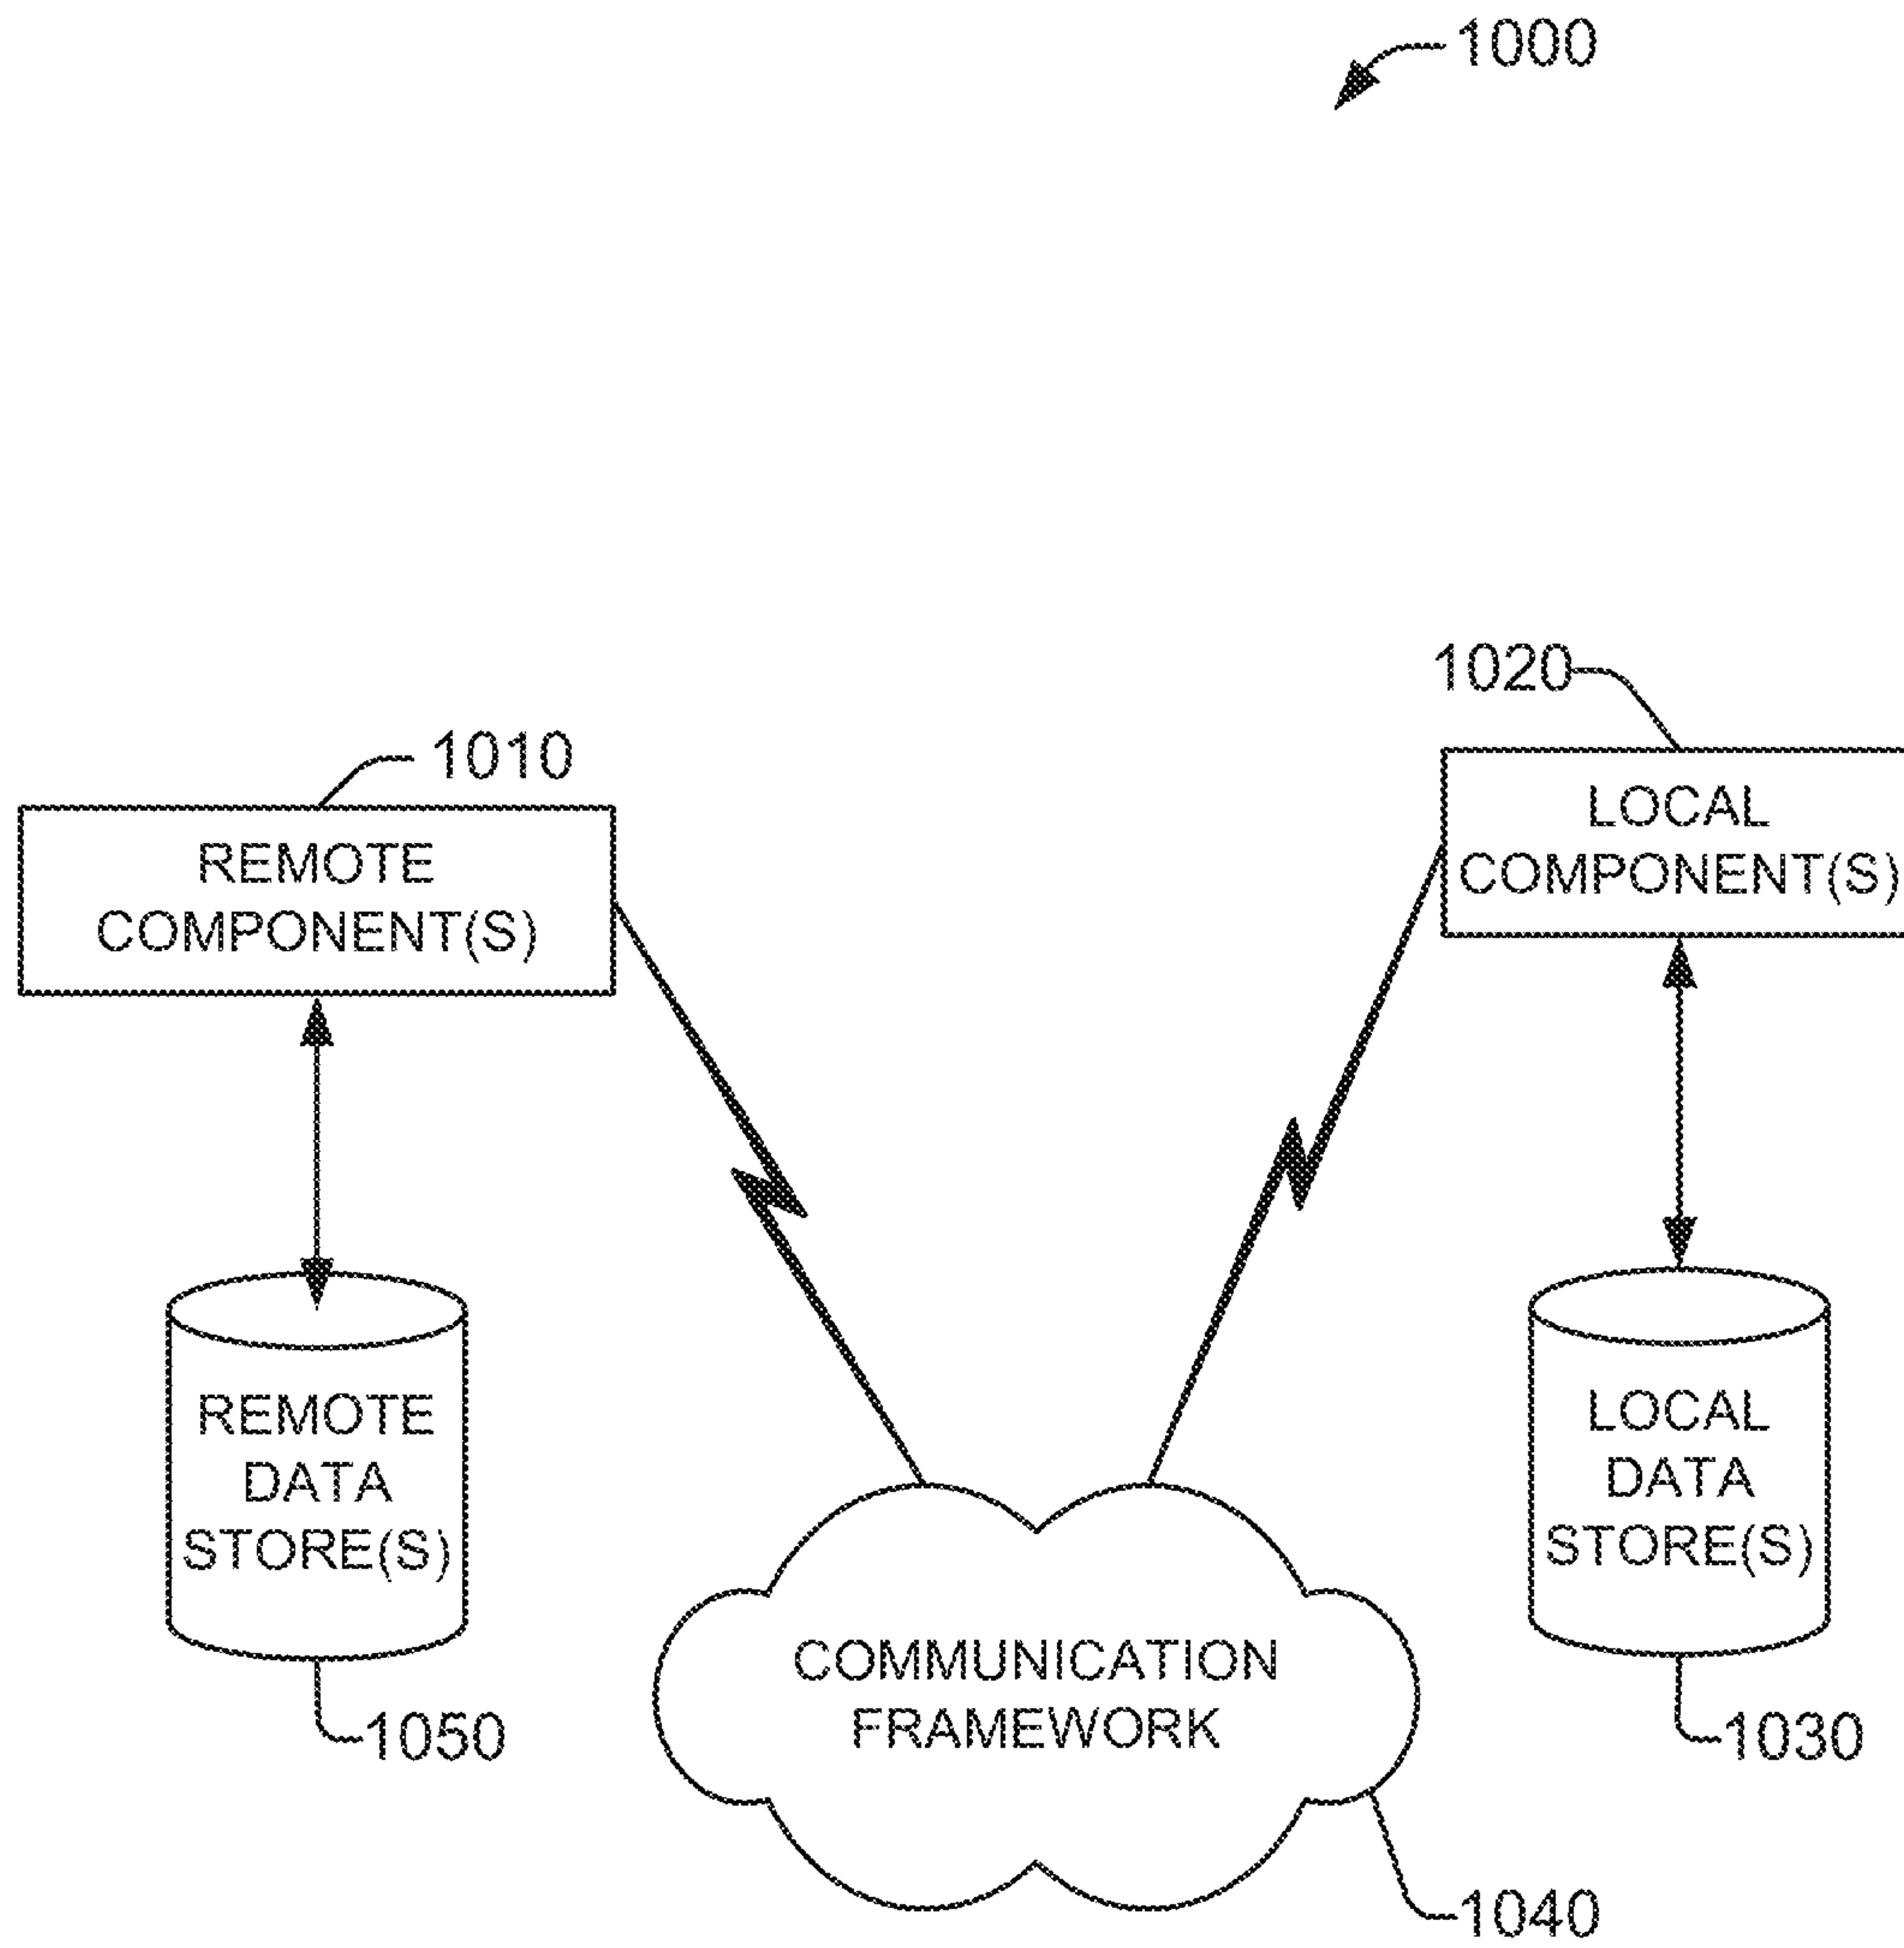 1000
1020
1010
LOCAL
COMPONENT(S)
REMOTE
COMPONENT(S)
REMOTE
DATA
STORE(S)
LOCAL
DATA
STORE(S)
COMMUNICATION
FRAMEWORK
1050
1030
1040